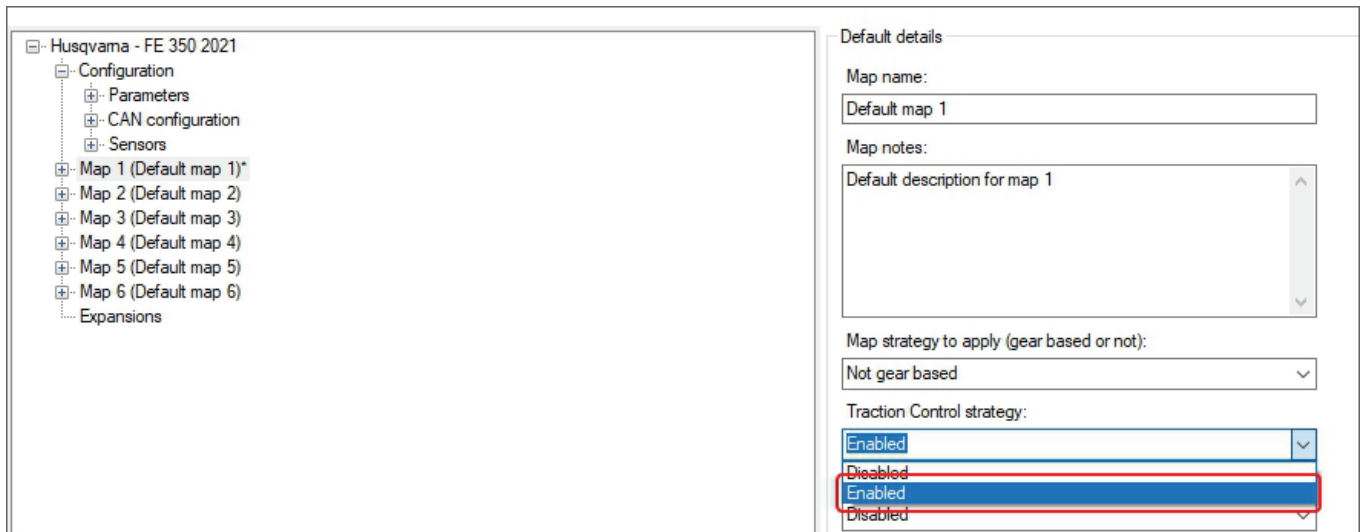 Husqvarna - FE 350 2021
Configuration
Parameters
CAN configuration
Sensors
Map 1 (Default map 1)*
Map 2 (Default map 2)
Map 3 (Default map 3)
Map 4 (Default map 4)
Map 5 (Default map 5)
Map 6 (Default map 6)
Expansions
Default details
Map name:
Default map 1
Map notes:
Default description for map 1
Map strategy to apply (gear based or not):
Not gear based
Traction Control strategy:
Enabled
Disabled
Enabled
Disabled